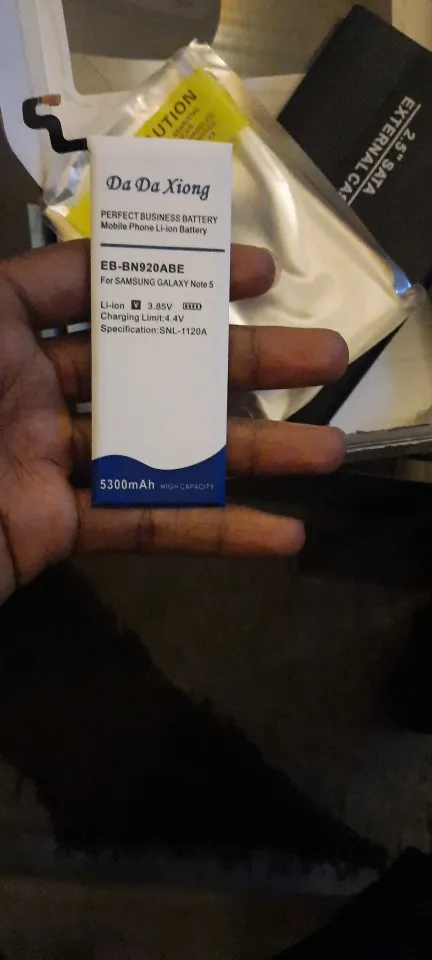 UTION
2.5" SATA
EXTERNAL CAS
Da Da Xiong
PERFECT BUSINESS BATTERY
Mobile Phone Li-ion Battery
EB-BN920ABE
For SAMSUNG GALAXY Note 5
Li-ion V 3.85V
Charging Limit:4.4V
Specification:SNL-1120A
5300mAh HIGH CAPACITY